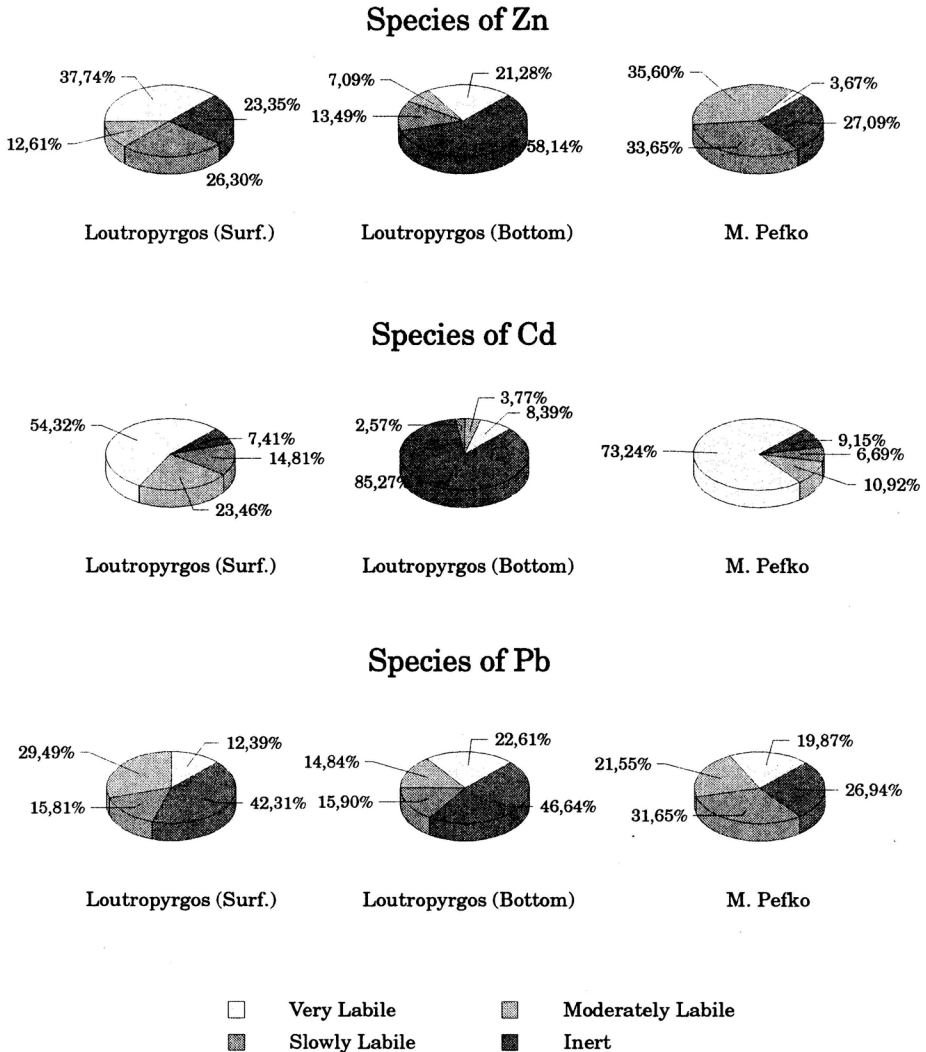 Species of Zn
37,74%
23,35%
12,61%
26,30%
7,09%
21,28%
13,49%
58,14%
35,60%
3,67%
27,09%
33,65%
Loutropyrgos (Surf.)
Loutropyrgos (Bottom)
M. Pefko
Species of Cd
54,32%
7,41%
14,81%
23,46%
3,77%
2,57%
8,39%
85,27%
73,24%
9,15%
6,69%
10,92%
Loutropyrgos (Surf.)
Loutropyrgos (Bottom)
M. Pefko
Species of Pb
29,49%
12,39%
15,81%
42,31%
22,61%
14,84%
15,90%
46,64%
19,87%
21,55%
26,94%
31,65%
Loutropyrgos (Surf.)
Loutropyrgos (Bottom)
M. Pefko
Very Labile
Moderately Labile
Slowly Labile
Inert